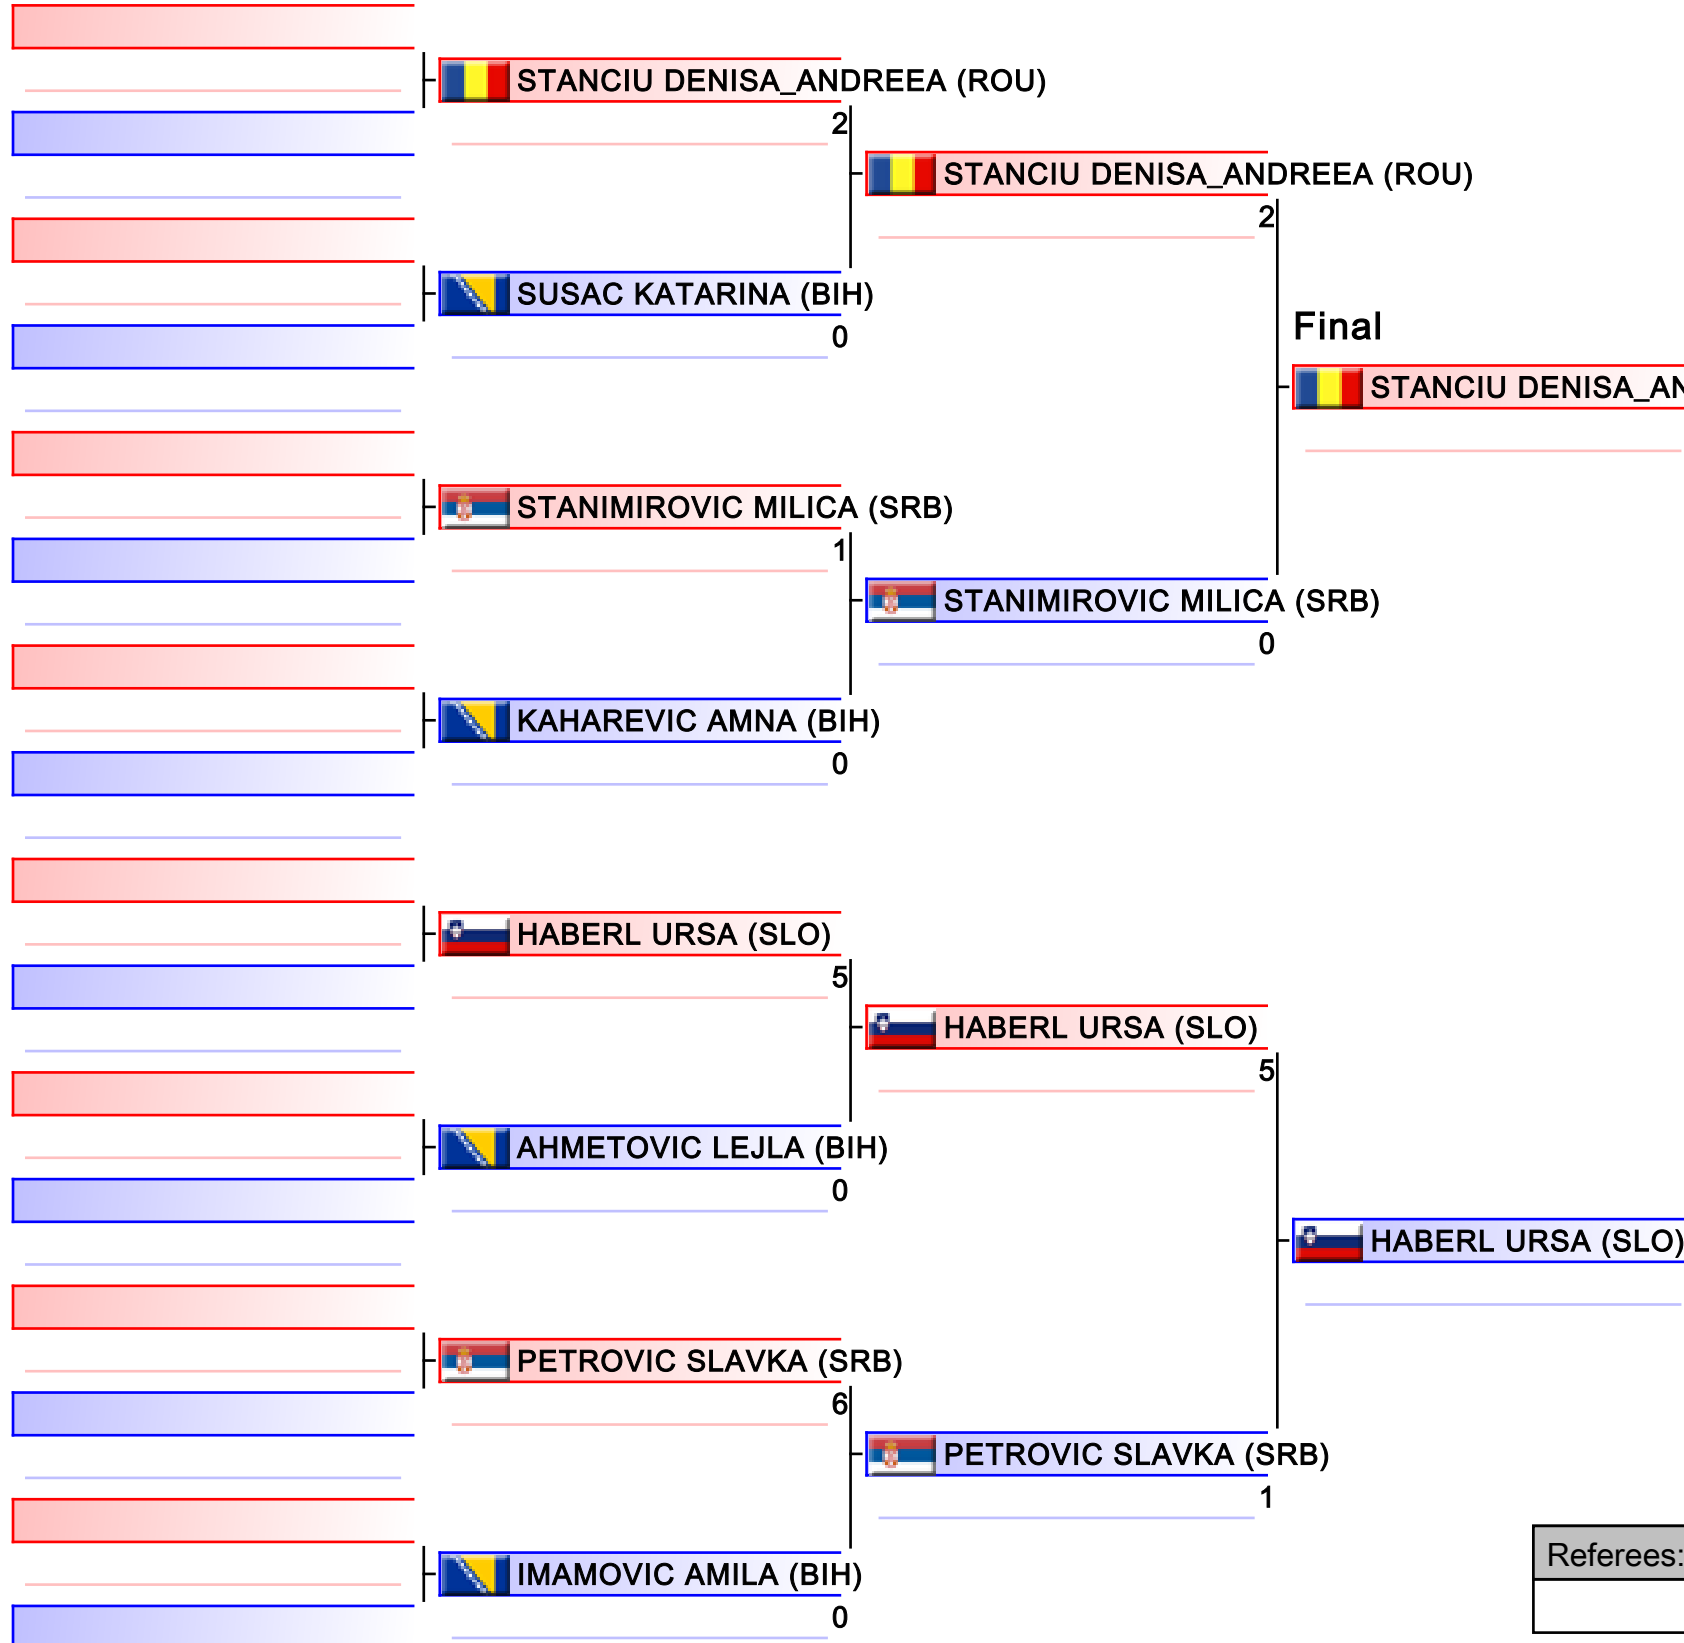 STANCIU DENISA_ANDREEA (ROU)
2
STANCIU DENISA_ANDREEA (ROU)
2
SUSAC KATARINA (BIH)
0
Final
STANCIU DENISA_AN
STANIMIROVIC MILICA (SRB)
1
STANIMIROVIC MILICA (SRB)
0
KAHAREVIC AMNA (BIH)
0
HABERL URSA (SLO)
5
HABERL URSA (SLO)
5
AHMETOVIC LEJLA (BIH)
0
HABERL URSA (SLO)
PETROVIC SLAVKA (SRB)
6
PETROVIC SLAVKA (SRB)
1
IMAMOVIC AMILA (BIH)
0
Referees: